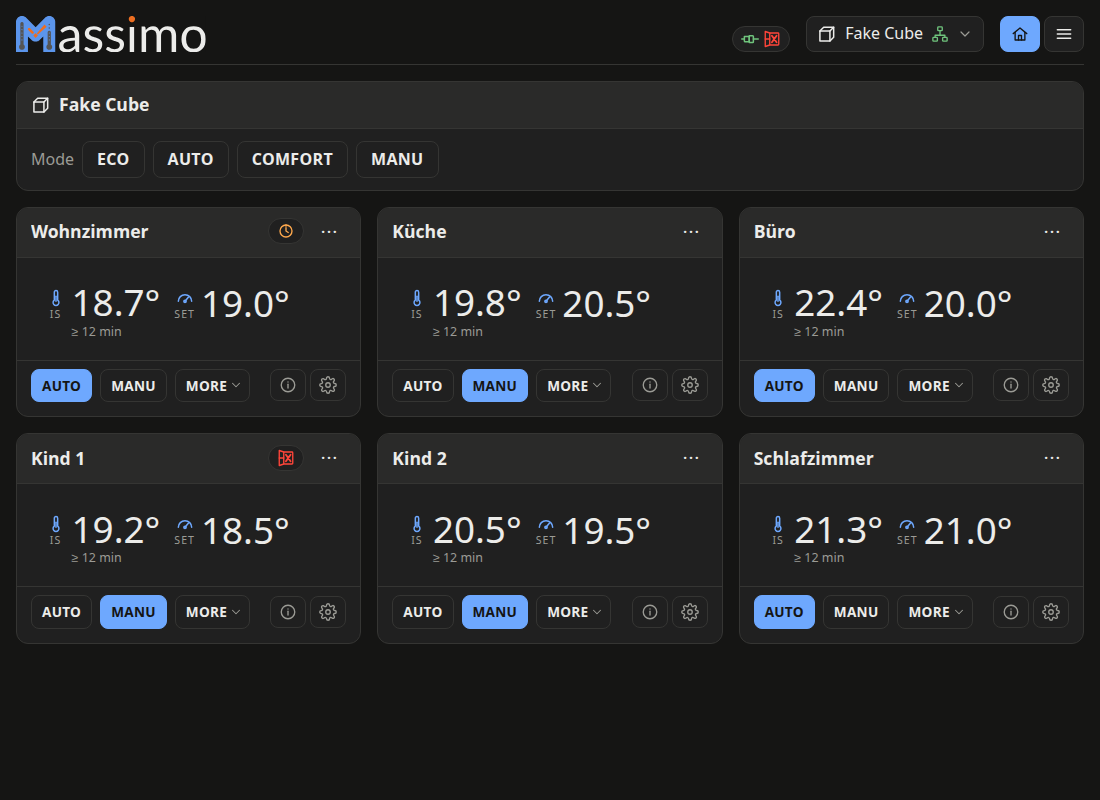 Massimo
Fake Cube
Fake Cube
Mode ECO AUTO COMFORT MANU
Wohnzimmer
IS 18.7° SET 19.0°
≥ 12 min
AUTO MANU MORE
Küche
IS 19.8° SET 20.5°
≥ 12 min
AUTO MANU MORE
Büro
IS 22.4° SET 20.0°
≥ 12 min
AUTO MANU MORE
Kind 1
IS 19.2° SET 18.5°
≥ 12 min
AUTO MANU MORE
Kind 2
IS 20.5° SET 19.5°
≥ 12 min
AUTO MANU MORE
Schlafzimmer
IS 21.3° SET 21.0°
≥ 12 min
AUTO MANU MORE